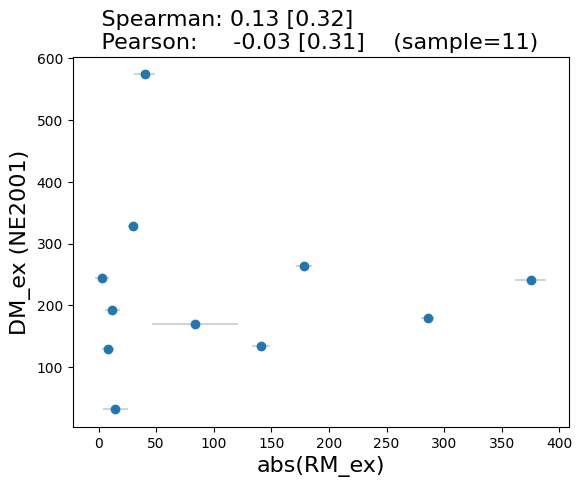 Spearman: 0.13 [0.32]
Pearson: -0.03 [0.31] (sample=11)
600
500
400
300
200
100
DM_ex (NE2001)
0 50 100 150 200 250 300 350 400
abs(RM_ex)